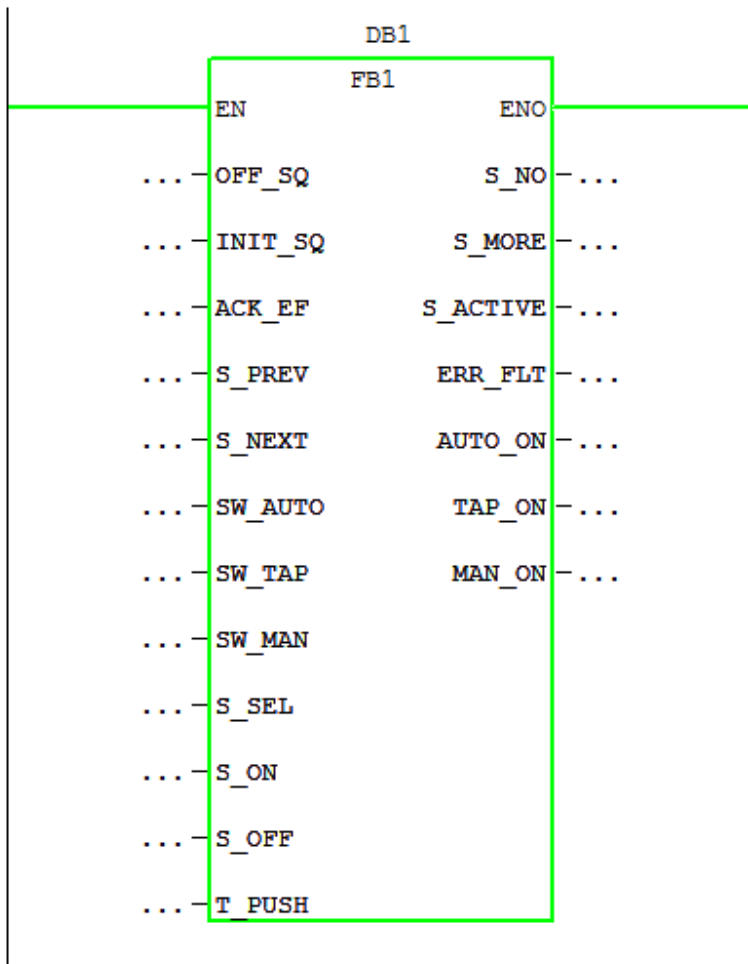 DB1
FB1
EN ENO
... OFF_SQ S_NO ...
... INIT_SQ S_MORE ...
... ACK_EF S_ACTIVE ...
... S_PREV ERR_FLT ...
... S_NEXT AUTO_ON ...
... SW_AUTO TAP_ON ...
... SW_TAP MAN_ON ...
... SW_MAN
... S_SEL
... S_ON
... S_OFF
... T_PUSH